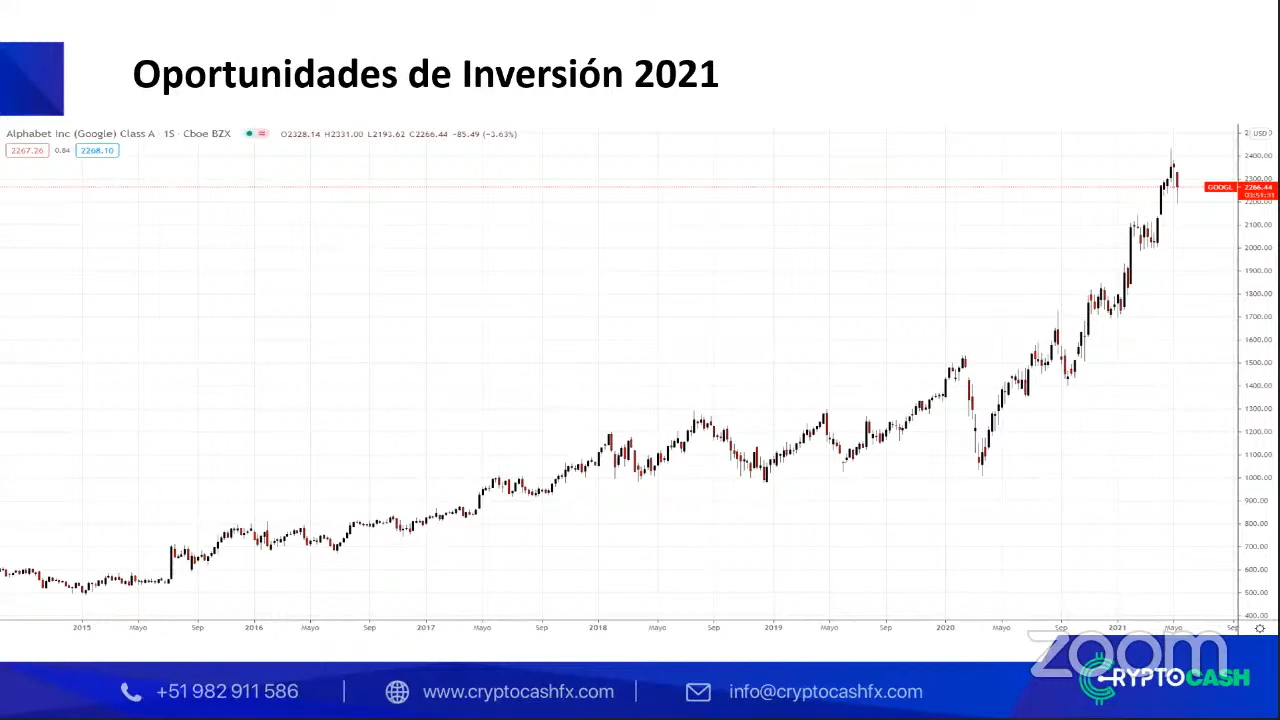 Oportunidades de Inversión 2021
Alphabet Inc (Google) Class A · 1S · Cboe BZX O2328.14 H2331.00 L2193.62 C2266.44 −85.49 (−3.63%)
2267.26 0.84 2268.10
USD
2400.00
2300.00
GOOGL 2266.44
03:51:31
2200.00
2000.00
1800.00
1700.00
1600.00
1500.00
1400.00
1300.00
1200.00
1100.00
1000.00
900.00
800.00
700.00
600.00
500.00
400.00
2015 Mayo Sep 2016 Mayo Sep 2017 Mayo Sep 2018 Mayo Sep 2019 Mayo Sep 2020 Mayo Sep 2021 Mayo Sep
zoom
+51 982 911 586 www.cryptocashfx.com info@cryptocashfx.com CRYPTOCASH